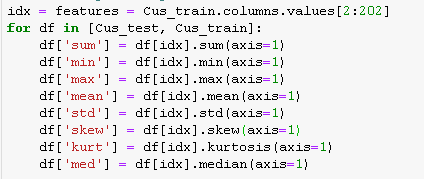 idx = features = Cus_train.columns.values[2:202]
for df in [Cus_test, Cus_train]:
    df['sum'] = df[idx].sum(axis=1)
    df['min'] = df[idx].min(axis=1)
    df['max'] = df[idx].max(axis=1)
    df['mean'] = df[idx].mean(axis=1)
    df['std'] = df[idx].std(axis=1)
    df['skew'] = df[idx].skew(axis=1)
    df['kurt'] = df[idx].kurtosis(axis=1)
    df['med'] = df[idx].median(axis=1)